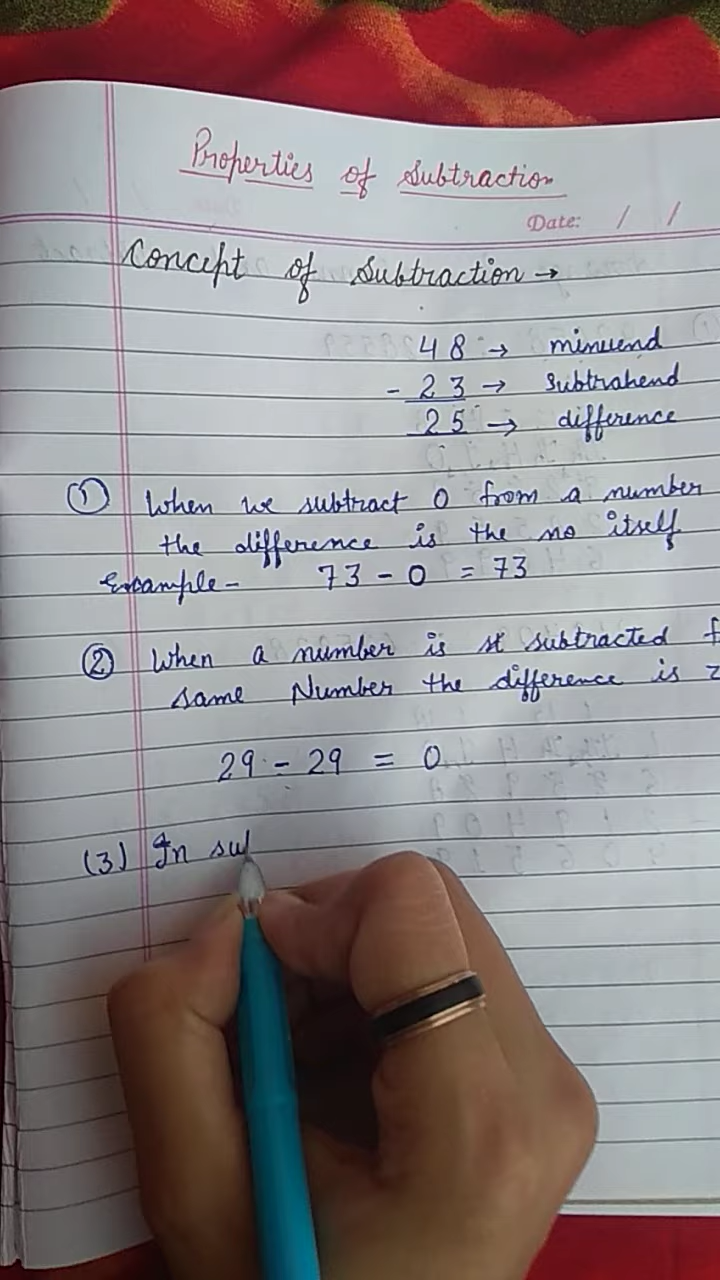 Properties of Subtraction
Date: / /
Concept of Subtraction →
48 → minuend
- 23 → Subtrahend
25 → difference
① When we subtract 0 from a number
the difference is the no itself
Example- 73 - 0 = 73
② When a number is st subtracted f
same Number the difference is z
29 - 29 = 0
(3) In su